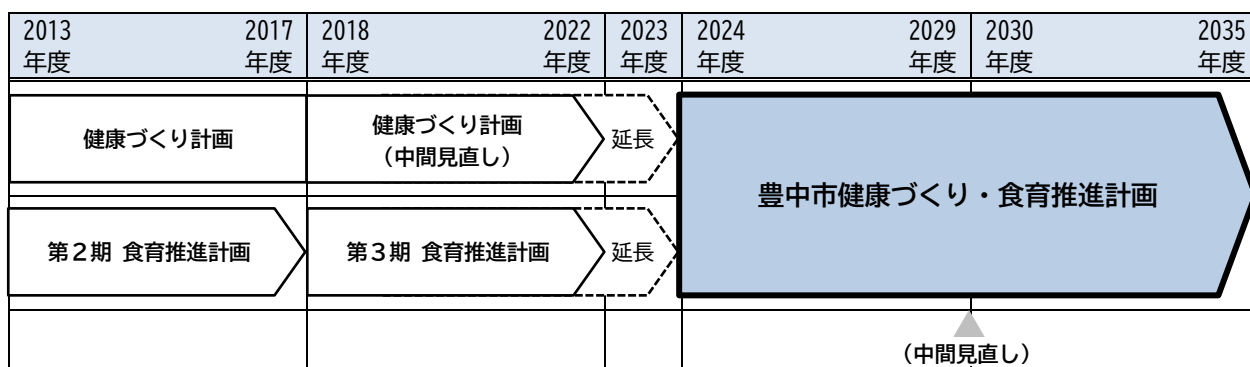 2013 2017 2018 2022 2023 2024 2029 2030 2035
年度 年度 年度 年度 年度 年度 年度 年度 年度
健康づくり計画
健康づくり計画
（中間見直し）
延長
第２期 食育推進計画
第３期 食育推進計画
延長
豊中市健康づくり・食育推進計画
（中間見直し）